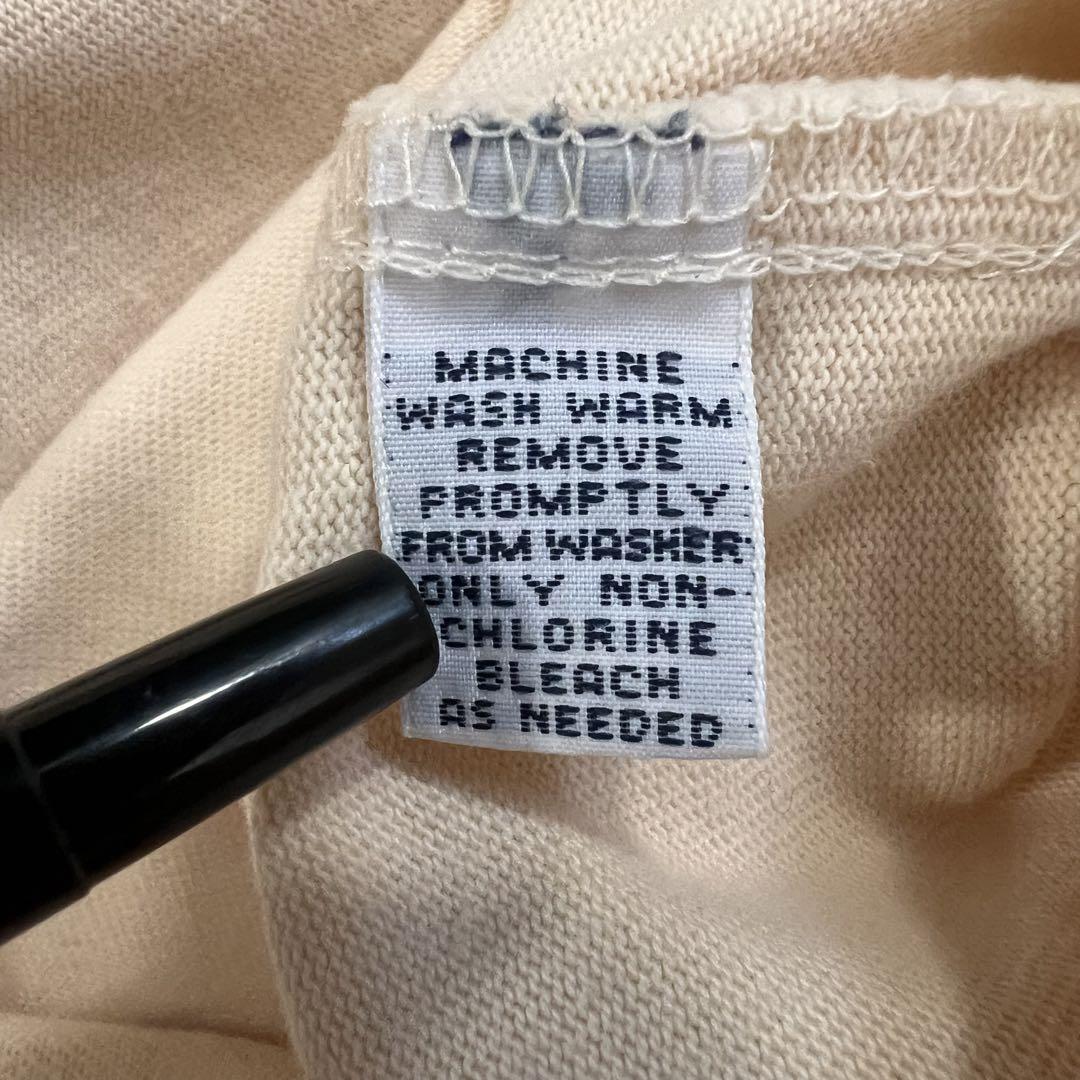 MACHINE
WASH WARM
REMOVE
PROMPTLY
FROM WASHER
ONLY NON-
CHLORINE
BLEACH
AS NEEDED